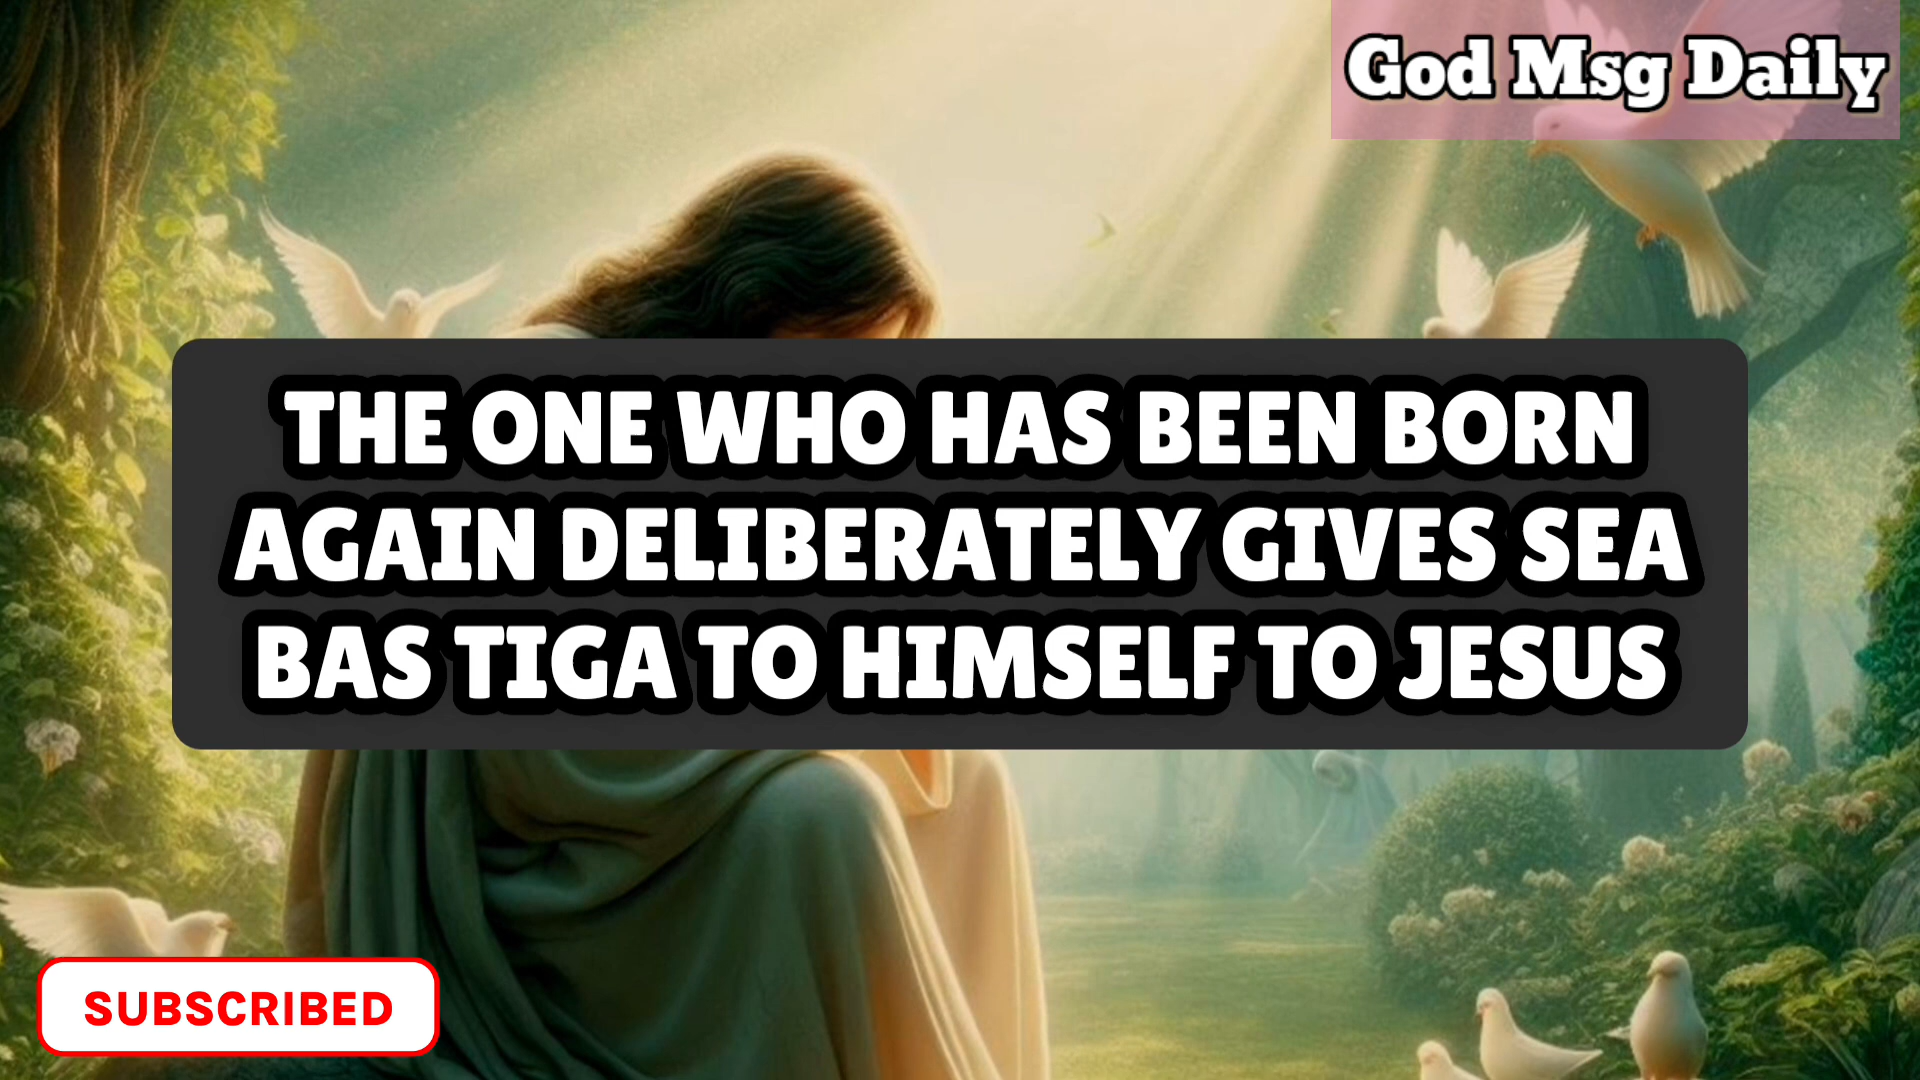 God Msg Daily
THE ONE WHO HAS BEEN BORN
AGAIN DELIBERATELY GIVES SEA
BAS TIGA TO HIMSELF TO JESUS
SUBSCRIBED